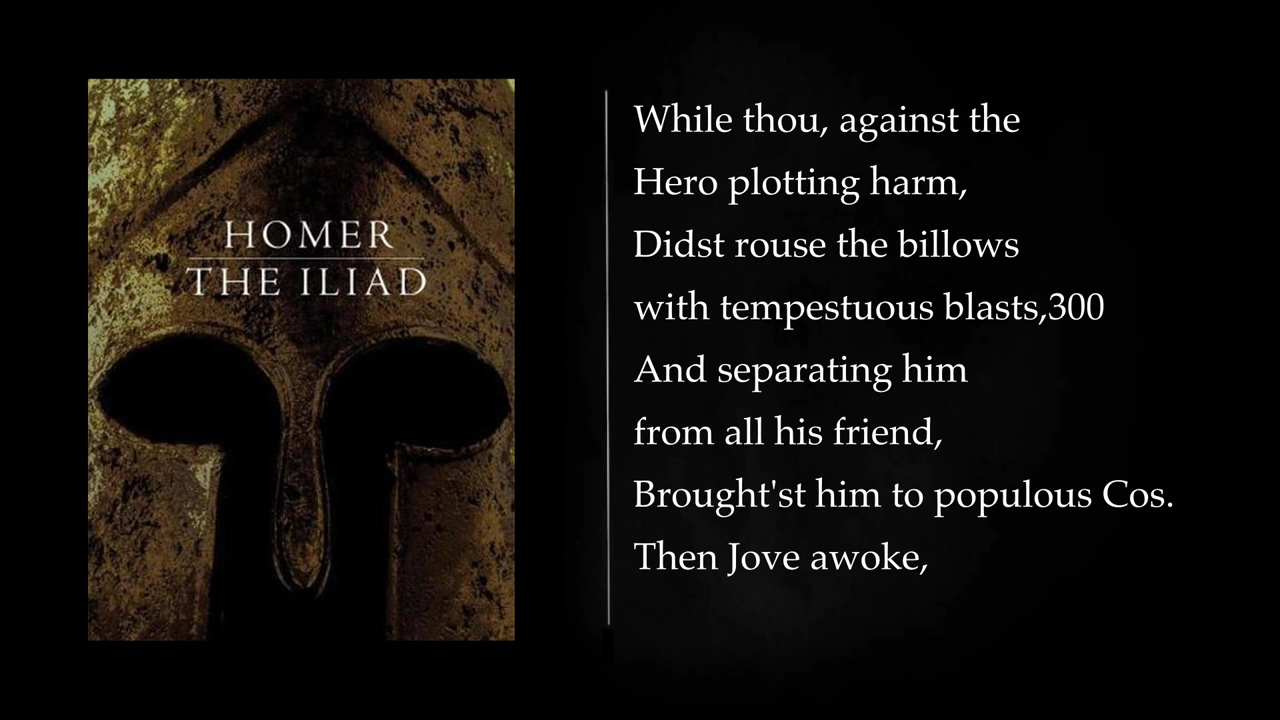 HOMER
THE ILIAD
While thou, against the
Hero plotting harm,
Didst rouse the billows
with tempestuous blasts,300
And separating him
from all his friend,
Brought'st him to populous Cos.
Then Jove awoke,